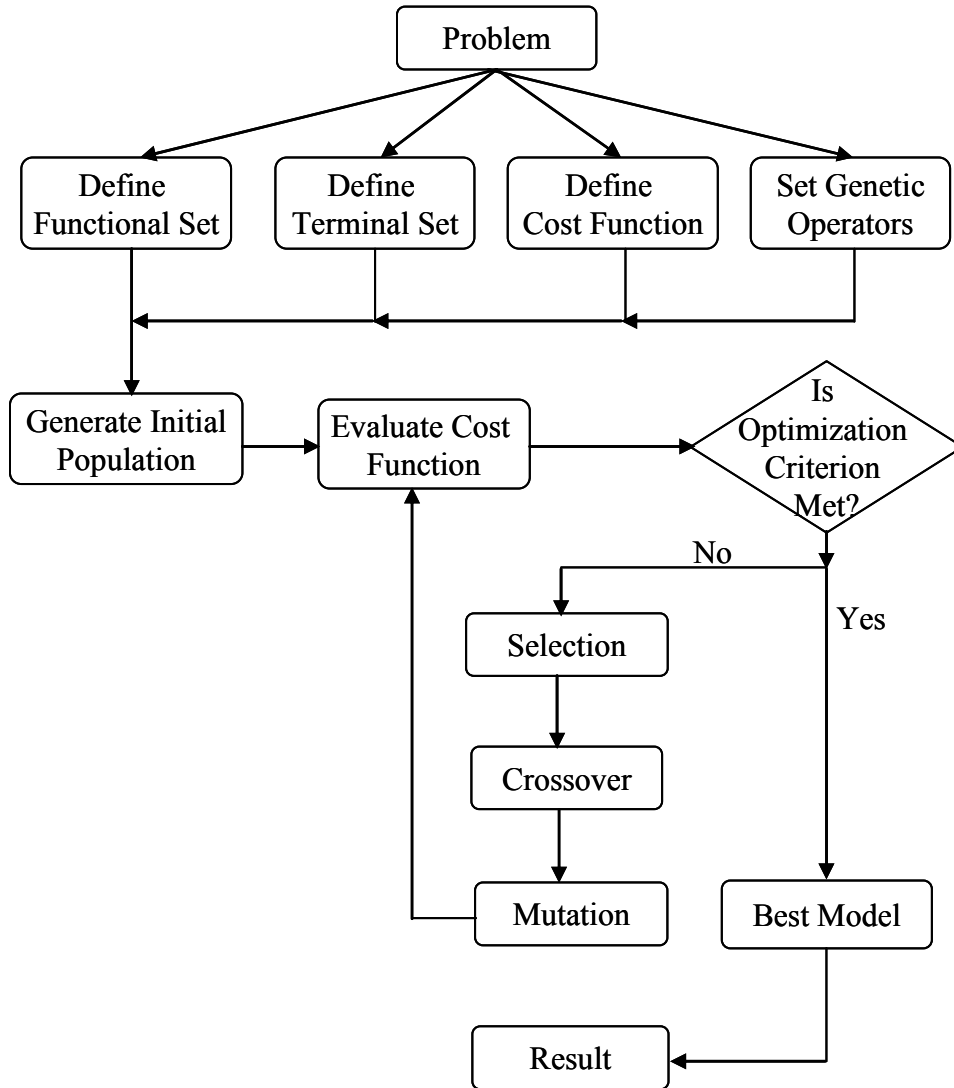 Problem
Define
Functional Set
Define
Terminal Set
Define
Cost Function
Set Genetic
Operators
Generate Initial
Population
Evaluate Cost
Function
Is
Optimization
Criterion
Met?
No
Yes
Selection
Crossover
Mutation
Best Model
Result